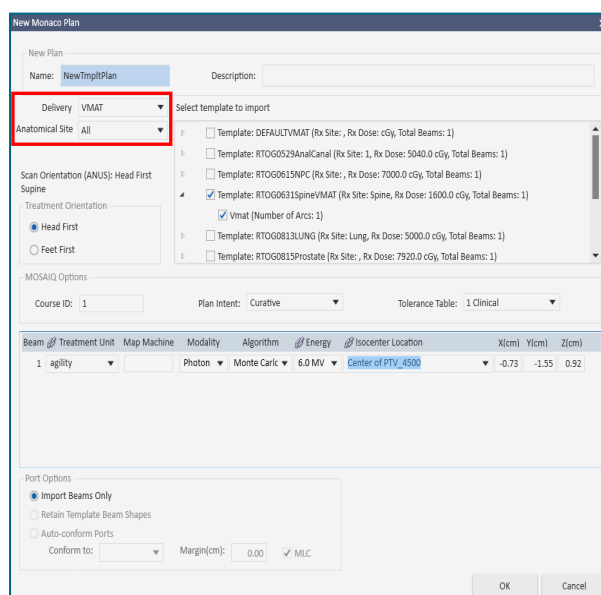 New Monaco Plan
New Plan
Name: NewTmpltPlan Description:
Delivery VMAT Select template to import
Anatomical Site All
Template: DEFAULTVMAT (Rx Site: , Rx Dose: cGy, Total Beams: 1)
Template: RTOG0529AnalCanal (Rx Site: 1, Rx Dose: 5040.0 cGy, Total Beams: 1)
Template: RTOG0615NPC (Rx Site: , Rx Dose: 7000.0 cGy, Total Beams: 1)
Template: RTOG0631SpineVMAT (Rx Site: Spine, Rx Dose: 1600.0 cGy, Total Beams: 1)
Vmat (Number of Arcs: 1)
Template: RTOG0813LUNG (Rx Site: Lung, Rx Dose: 5000.0 cGy, Total Beams: 1)
Template: RTOG0815Prostate (Rx Site: , Rx Dose: 7920.0 cGy, Total Beams: 1)
Scan Orientation (ANUS): Head First
Supine
Treatment Orientation
Head First
Feet First
MOSAIQ Options
Course ID: 1 Plan Intent: Curative Tolerance Table: 1 Clinical
Beam Treatment Unit Map Machine Modality Algorithm Energy Isocenter Location X(cm) Y(cm) Z(cm)
1 agility Photon Monte Carlc 6.0 MV Center of PTV_4500 -0.73 -1.55 0.92
Port Options
Import Beams Only
Retain Template Beam Shapes
Auto-conform Ports
Conform to: Margin(cm): 0.00 MLC
OK Cancel